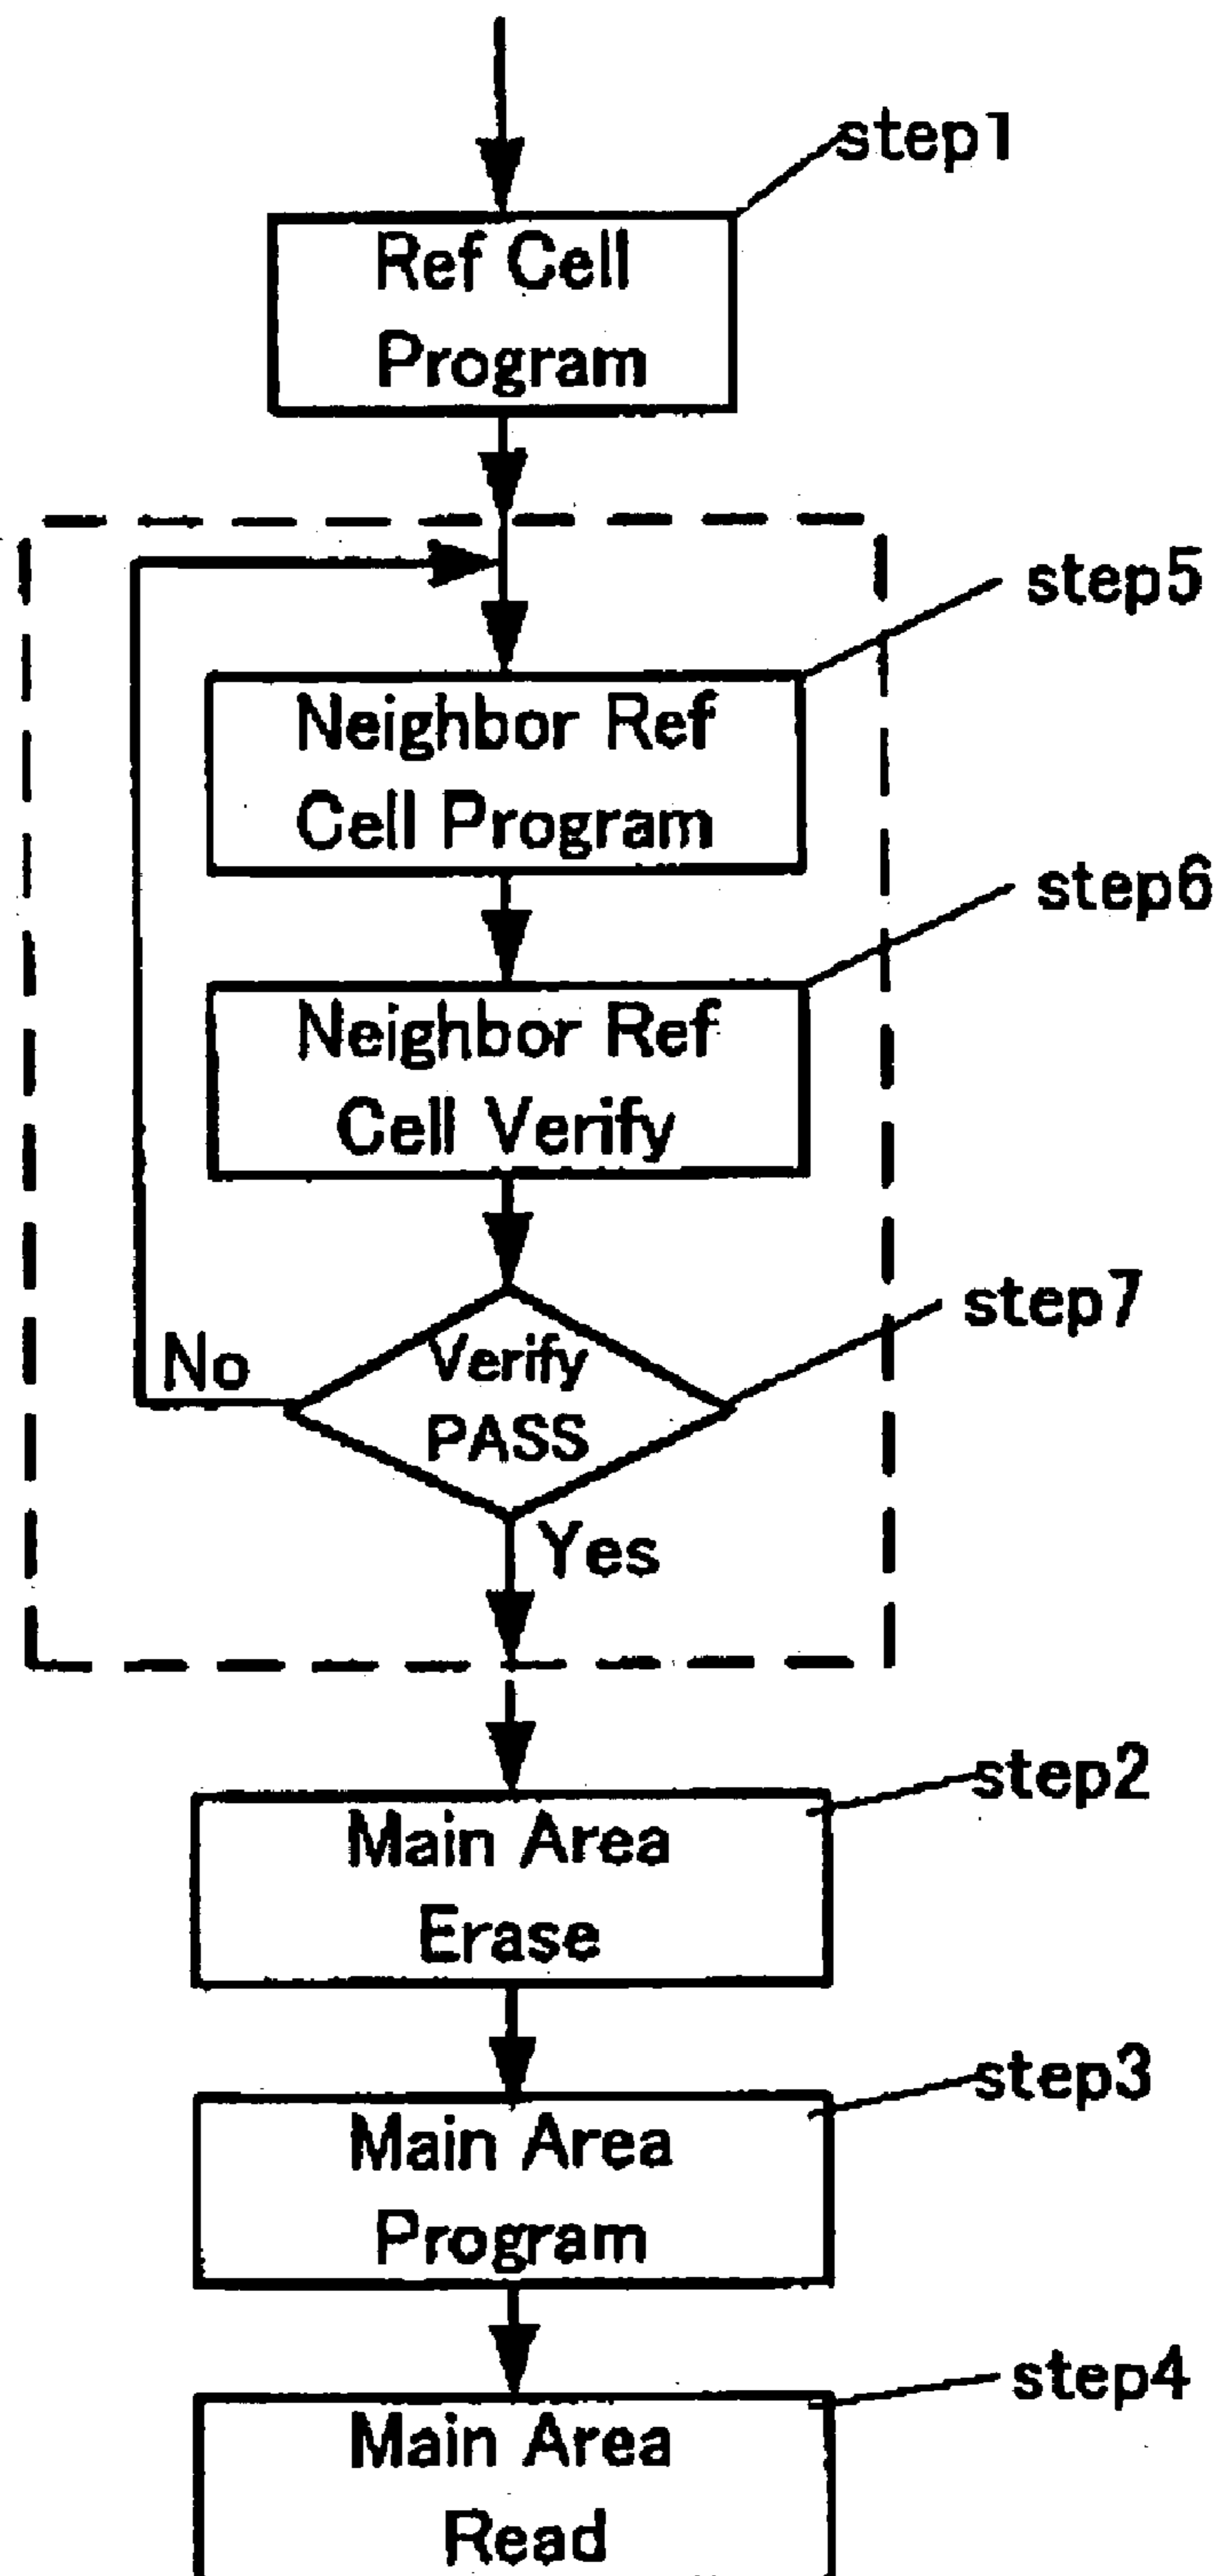 step1
Ref Cell
Program
step5
Neighbor Ref
Cell Program
step6
Neighbor Ref
Cell Verify
step7
Verify
PASS
No
Yes
step2
Main Area
Erase
step3
Main Area
Program
step4
Main Area
Read